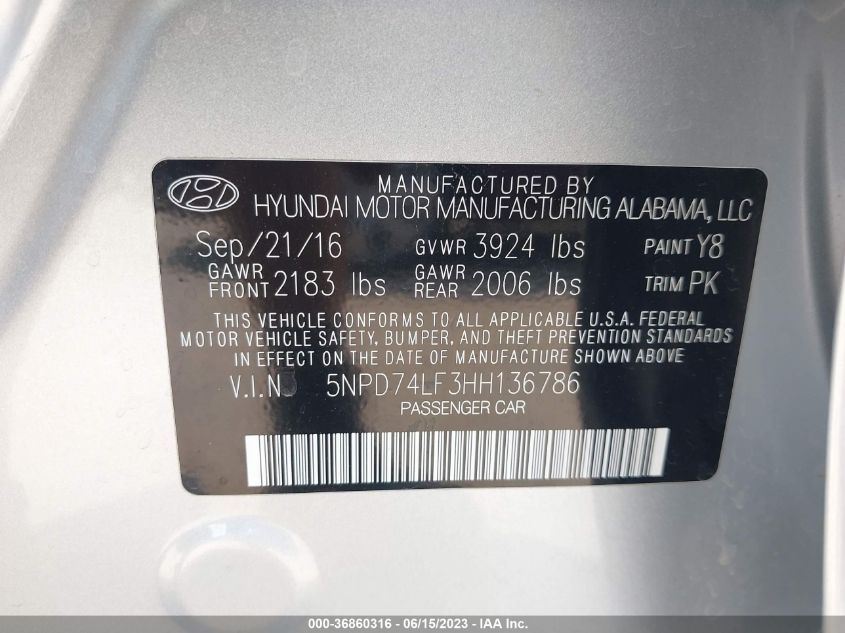 MANUFACTURED BY
HYUNDAI MOTOR MANUFACTURING ALABAMA, LLC
Sep/21/16 GVWR 3924 lbs PAINT Y8
GAWR FRONT 2183 lbs GAWR REAR 2006 lbs TRIM PK
THIS VEHICLE CONFORMS TO ALL APPLICABLE U.S.A. FEDERAL
MOTOR VEHICLE SAFETY, BUMPER, AND THEFT PREVENTION STANDARDS
IN EFFECT ON THE DATE OF MANUFACTURE SHOWN ABOVE
V.I.N 5NPD74LF3HH136786
PASSENGER CAR
000-36860316 - 06/15/2023 - © IAA Inc.